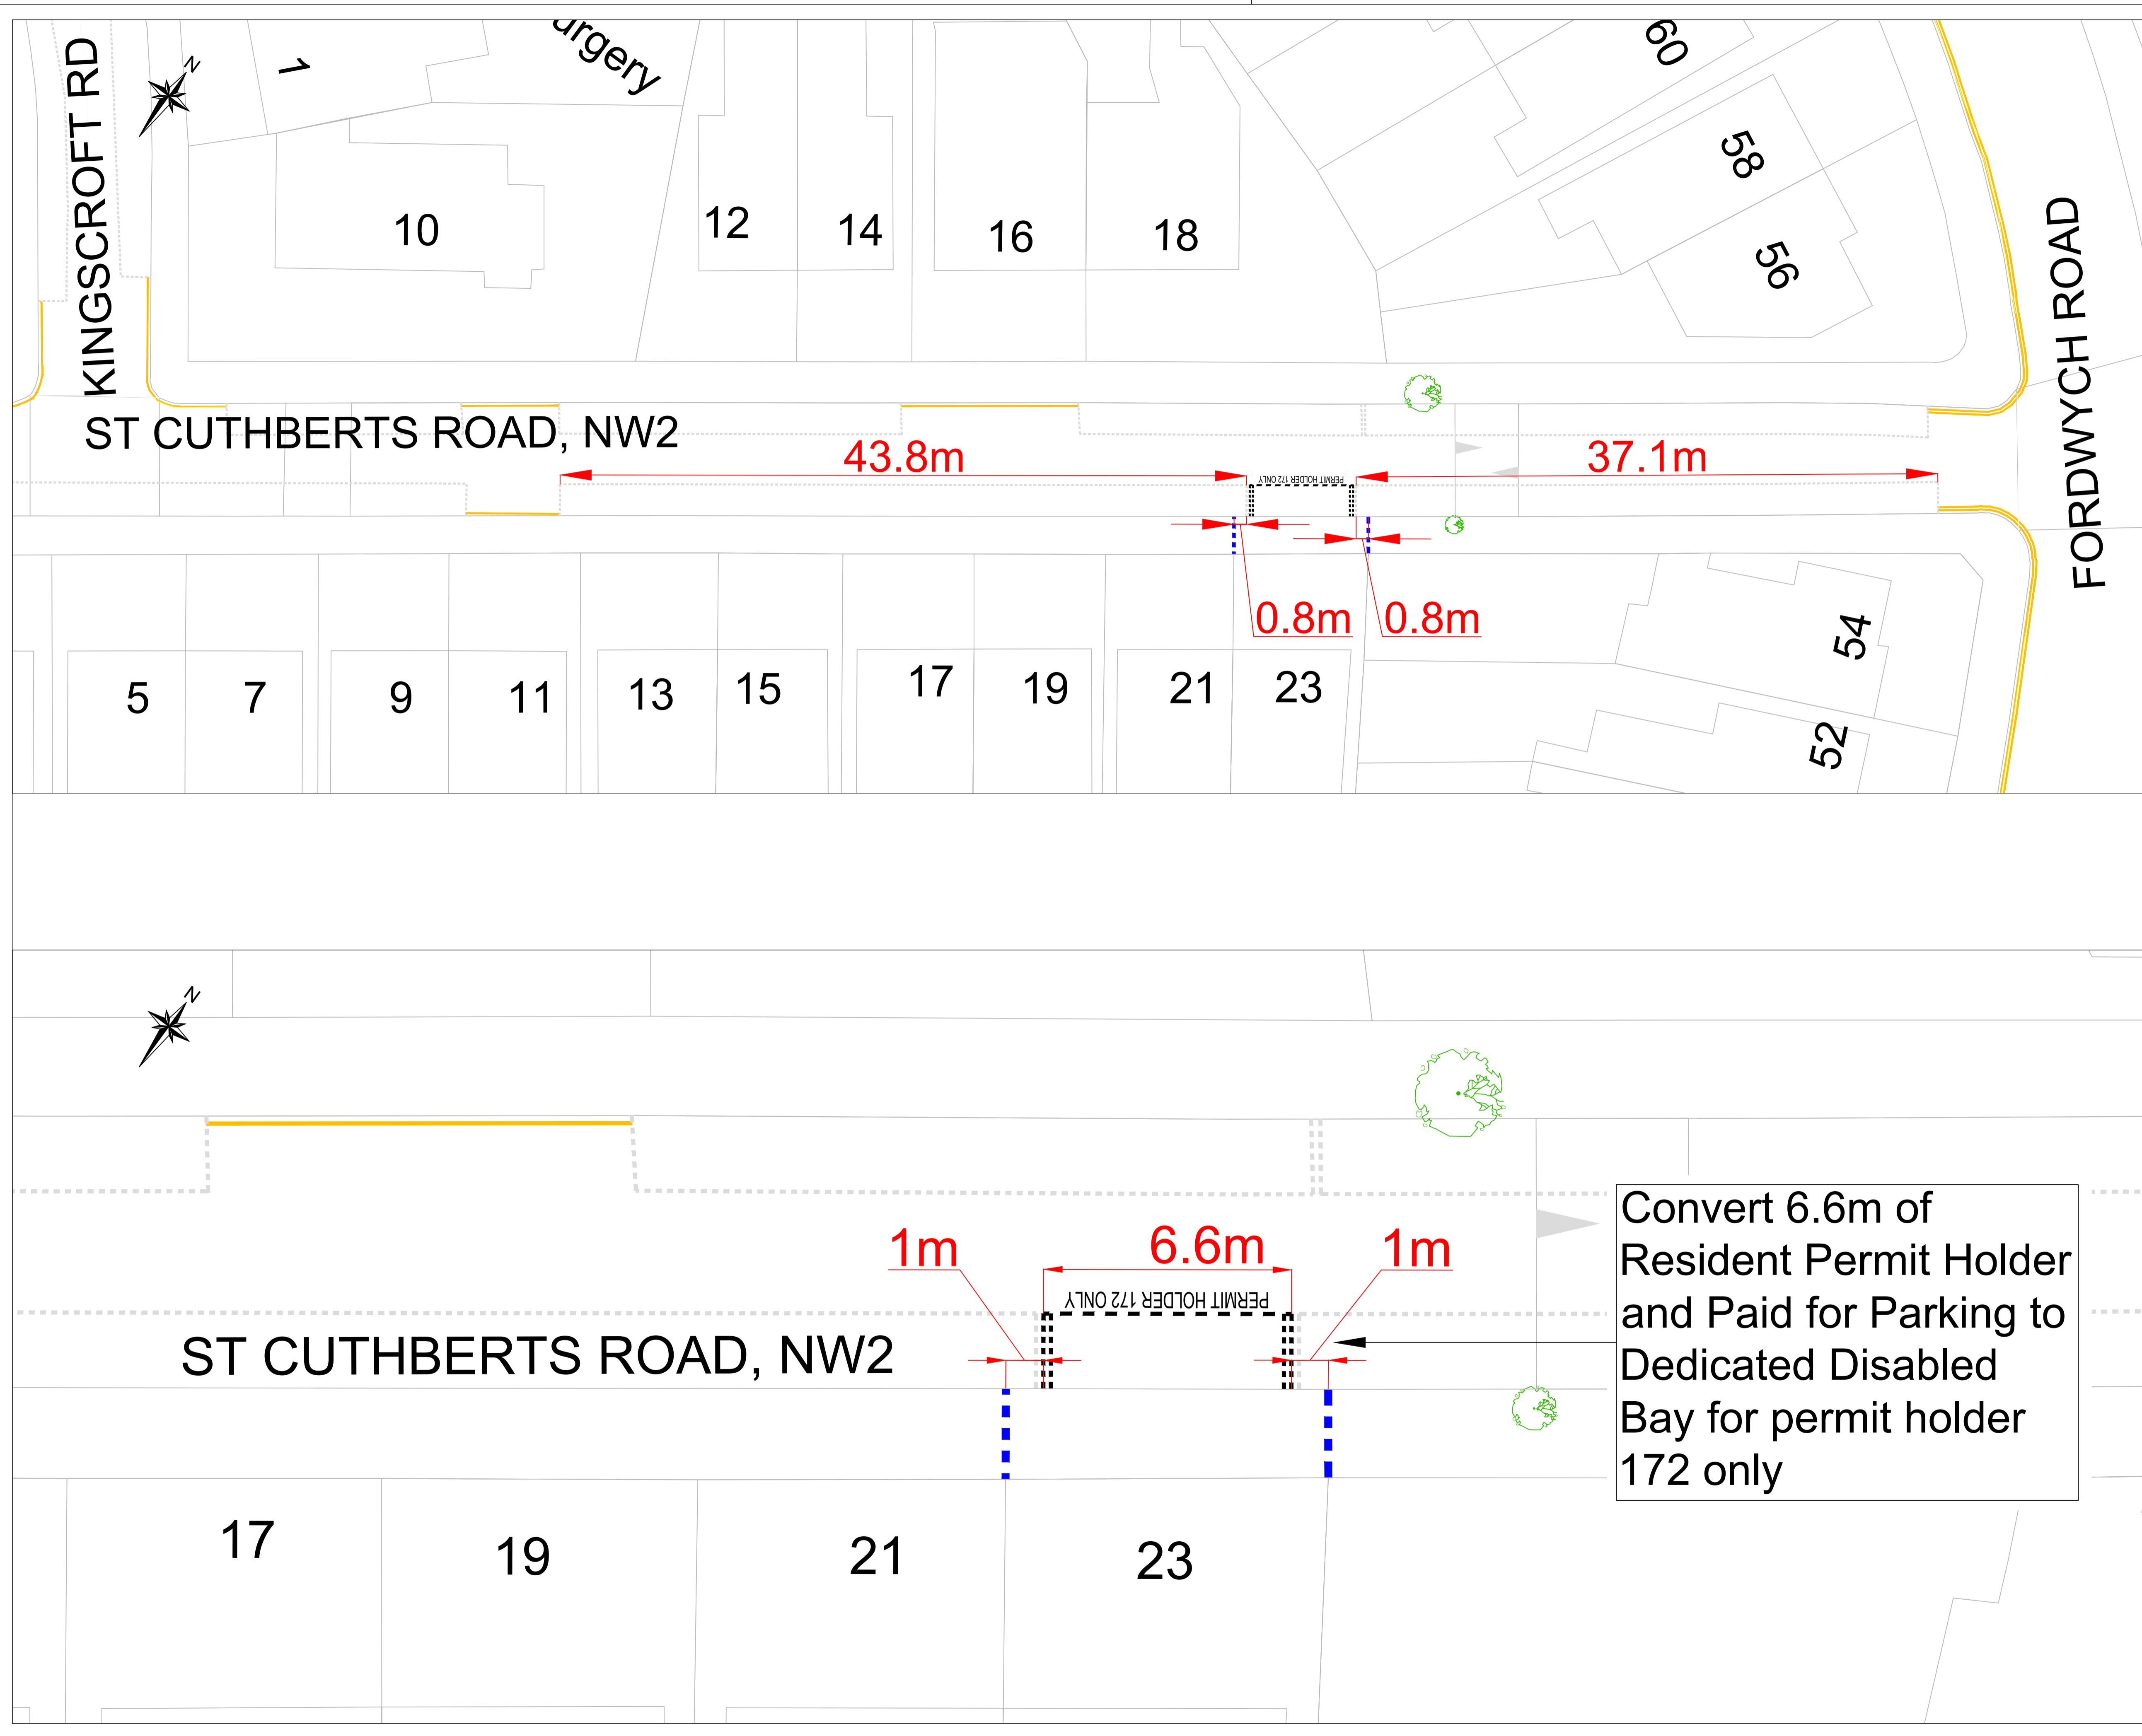 KINGSCROFT RD
N
1
urgery
10
12
14
16
18
60
58
56
FORDWYCH ROAD
ST CUTHBERTS ROAD, NW2
43.8m
PERMIT HOLDER 172 ONLY
37.1m
0.8m
0.8m
5
7
9
11
13
15
17
19
21
23
54
52
N
1m
6.6m
1m
PERMIT HOLDER 172 ONLY
ST CUTHBERTS ROAD, NW2
Convert 6.6m of
Resident Permit Holder
and Paid for Parking to
Dedicated Disabled
Bay for permit holder
172 only
17
19
21
23